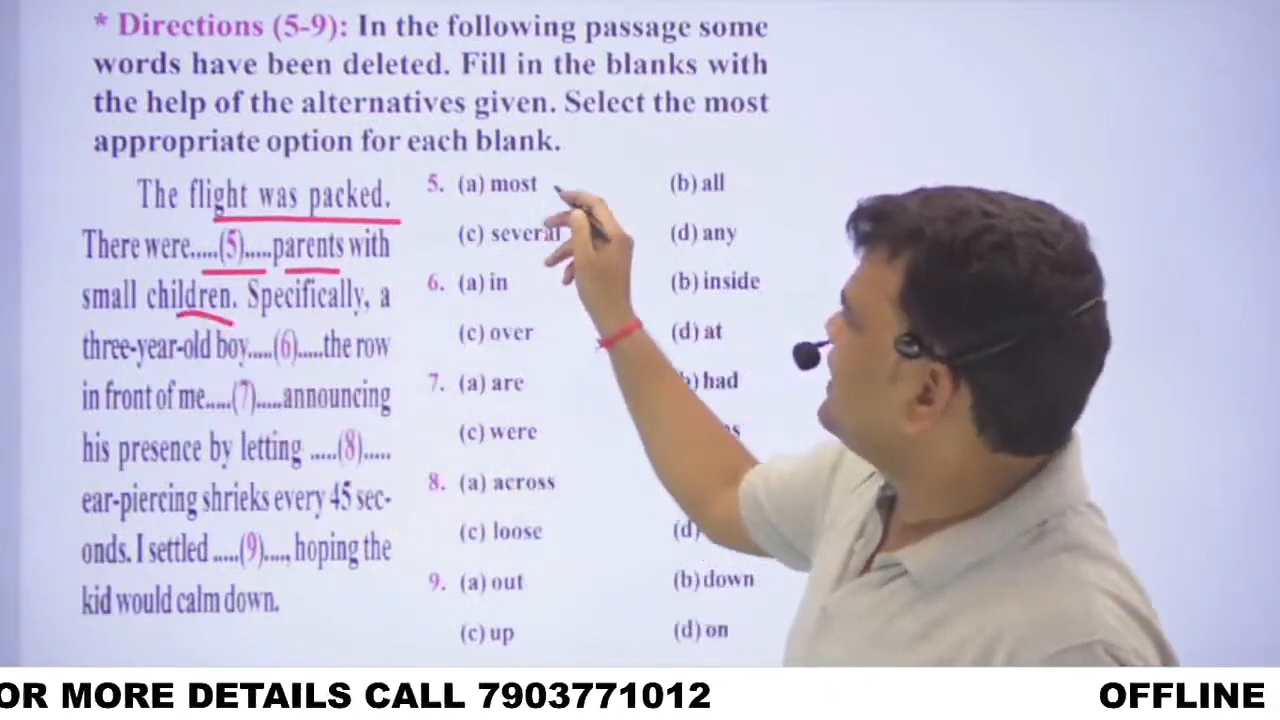 * Directions (5-9): In the following passage some
words have been deleted. Fill in the blanks with
the help of the alternatives given. Select the most
appropriate option for each blank.
The flight was packed.
There were.....(5).....parents with
small children. Specifically, a
three-year-old boy.....(6).....the row
in front of me.....(7).....announcing
his presence by letting .....(8).....
ear-piercing shrieks every 45 sec-
onds. I settled .....(9)...., hoping the
kid would calm down.
5. (a) most (b) all
(c) several (d) any
6. (a) in (b) inside
(c) over (d) at
7. (a) are (b) had
(c) were
8. (a) across
(c) loose (d)
9. (a) out (b) down
(c) up (d) on
OR MORE DETAILS CALL 7903771012 OFFLINE